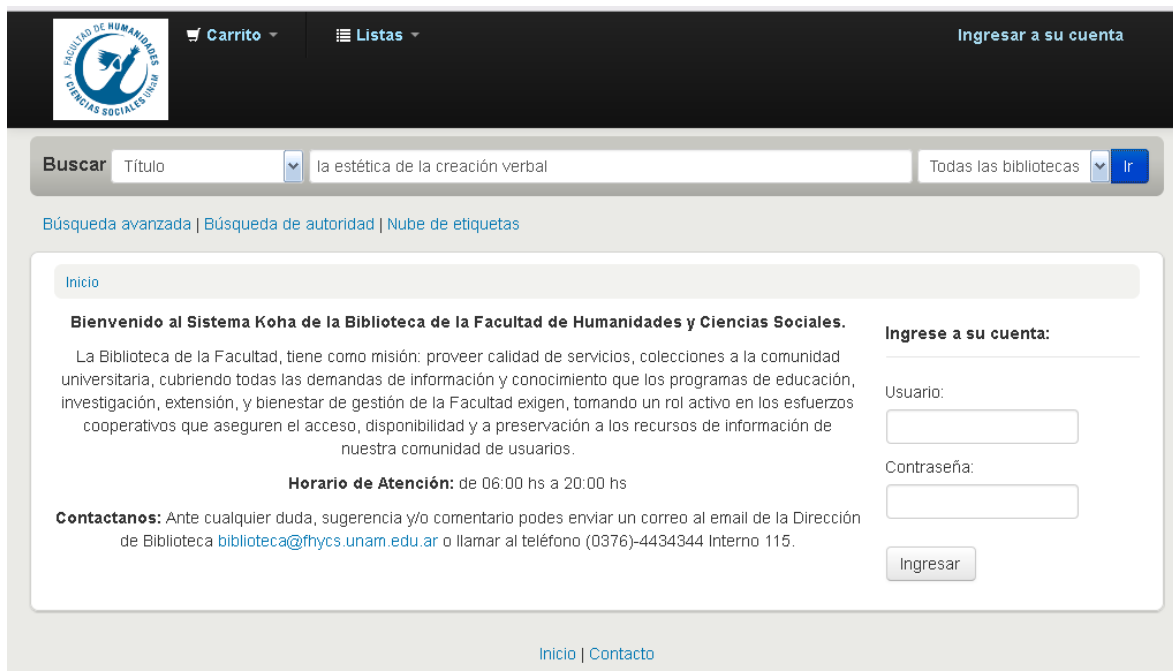 FACULTAD DE HUMANIDADES Y CIENCIAS SOCIALES UNaM
Carrito
Listas
Ingresar a su cuenta
Buscar
Título
la estética de la creación verbal
Todas las bibliotecas
Ir
Búsqueda avanzada | Búsqueda de autoridad | Nube de etiquetas
Inicio
Bienvenido al Sistema Koha de la Biblioteca de la Facultad de Humanidades y Ciencias Sociales.
La Biblioteca de la Facultad, tiene como misión: proveer calidad de servicios, colecciones a la comunidad
universitaria, cubriendo todas las demandas de información y conocimiento que los programas de educación,
investigación, extensión, y bienestar de gestión de la Facultad exigen, tomando un rol activo en los esfuerzos
cooperativos que aseguren el acceso, disponibilidad y a preservación a los recursos de información de
nuestra comunidad de usuarios.
Horario de Atención: de 06:00 hs a 20:00 hs
Contactanos: Ante cualquier duda, sugerencia y/o comentario podes enviar un correo al email de la Dirección
de Biblioteca biblioteca@fhycs.unam.edu.ar o llamar al teléfono (0376)-4434344 Interno 115.
Ingrese a su cuenta:
Usuario:
Contraseña:
Ingresar
Inicio | Contacto